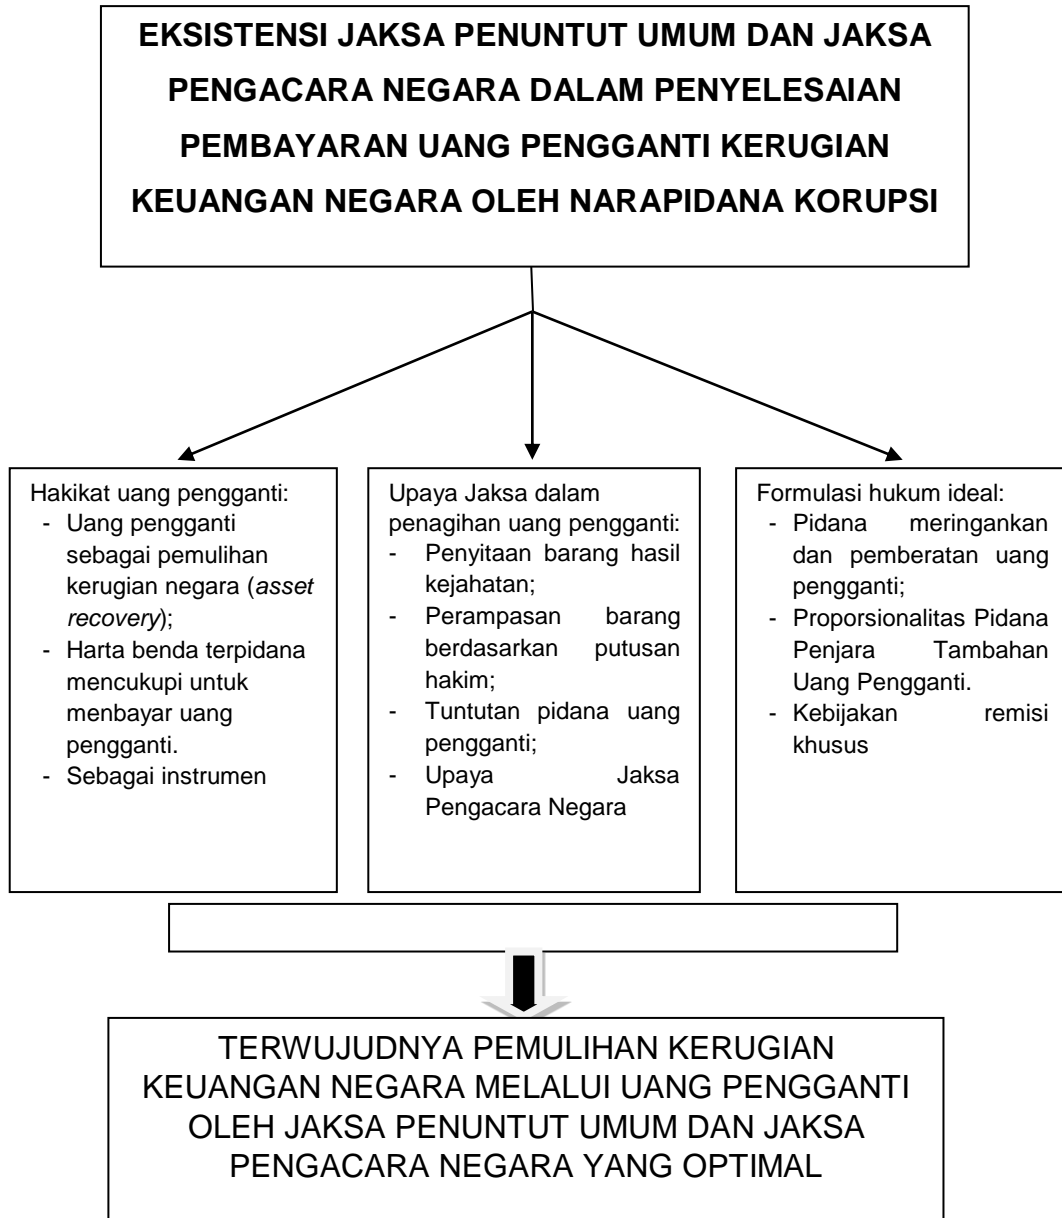 EKSISTENSI JAKSA PENUNTUT UMUM DAN JAKSA
PENGACARA NEGARA DALAM PENYELESAIAN
PEMBAYARAN UANG PENGGANTI KERUGIAN
KEUANGAN NEGARA OLEH NARAPIDANA KORUPSI
Hakikat uang pengganti:
- Uang pengganti
sebagai pemulihan
kerugian negara (asset
recovery);
- Harta benda terpidana
mencukupi untuk
menbayar uang
pengganti.
- Sebagai instrumen
Upaya Jaksa dalam
penagihan uang pengganti:
- Penyitaan barang hasil
kejahatan;
- Perampasan barang
berdasarkan putusan
hakim;
- Tuntutan pidana uang
pengganti;
- Upaya Jaksa
Pengacara Negara
Formulasi hukum ideal:
- Pidana meringankan
dan pemberatan uang
pengganti;
- Proporsionalitas Pidana
Penjara Tambahan
Uang Pengganti.
- Kebijakan remisi
khusus
TERWUJUDNYA PEMULIHAN KERUGIAN
KEUANGAN NEGARA MELALUI UANG PENGGANTI
OLEH JAKSA PENUNTUT UMUM DAN JAKSA
PENGACARA NEGARA YANG OPTIMAL